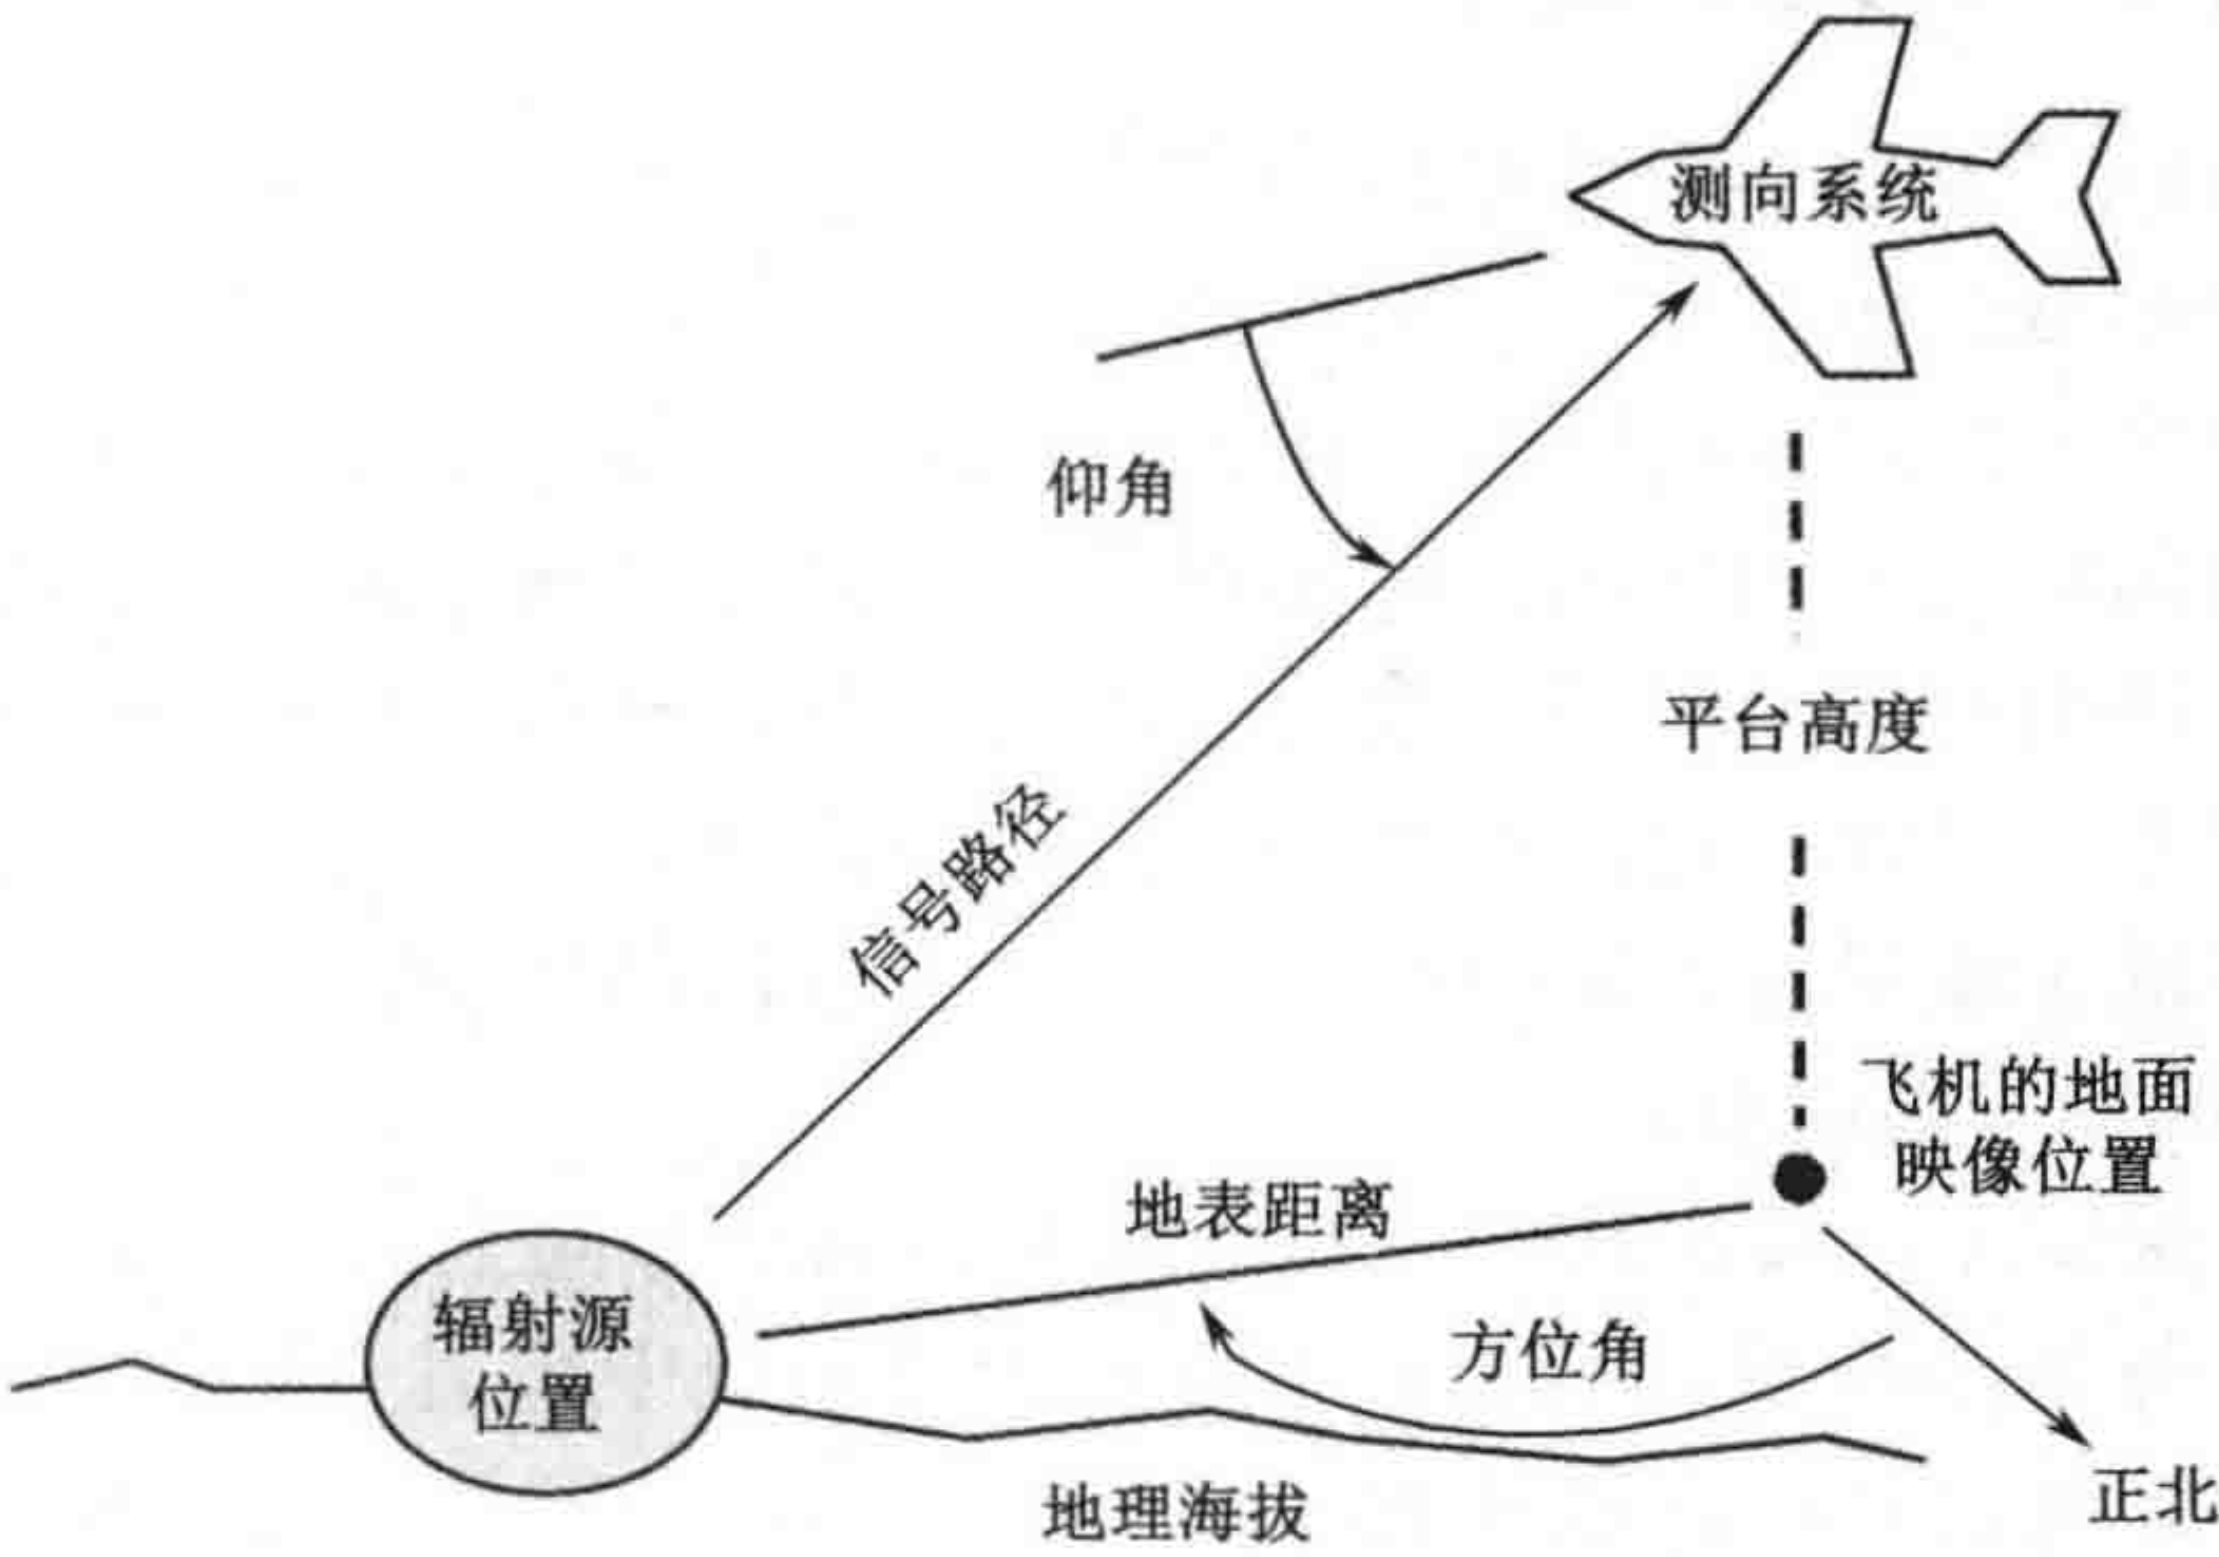 测向系统
仰角
平台高度
信号路径
飞机的地面
映像位置
地表距离
辐射源
位置
方位角
地理海拔
正北